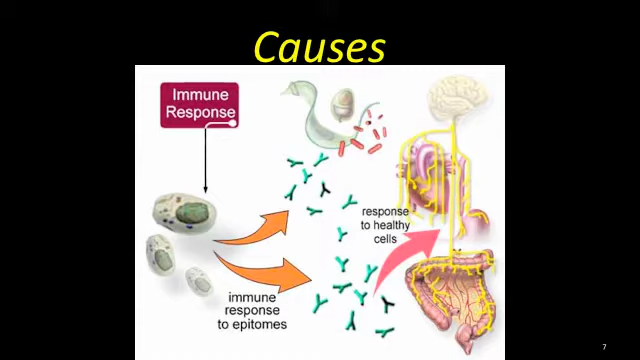 Causes
Immune
Response
response
to healthy
cells
immune
response
to epitomes
7